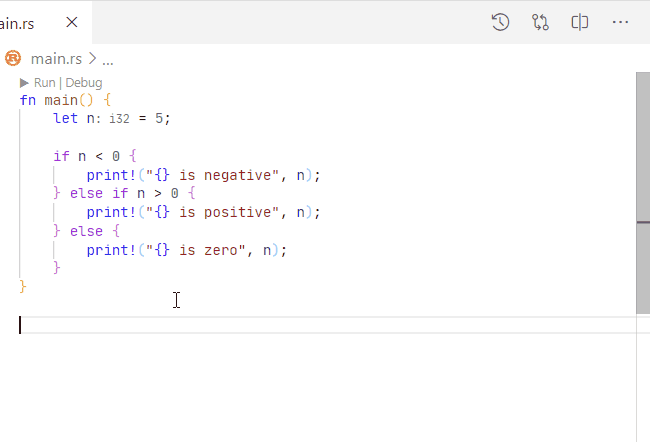 ain.rs
main.rs > ...
Run | Debug
fn main() {
    let n: i32 = 5;
    if n < 0 {
        print!("{} is negative", n);
    } else if n > 0 {
        print!("{} is positive", n);
    } else {
        print!("{} is zero", n);
    }
}